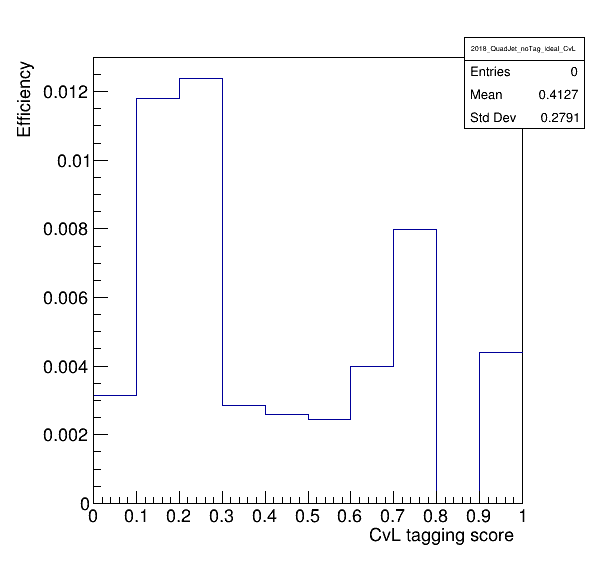 2018_QuadJet_noTag_ideal_CvL
Entries 0
Mean 0.4127
Std Dev 0.2791
Efficiency
0.012
0.01
0.008
0.006
0.004
0.002
0
0 0.1 0.2 0.3 0.4 0.5 0.6 0.7 0.8 0.9 1
CvL tagging score